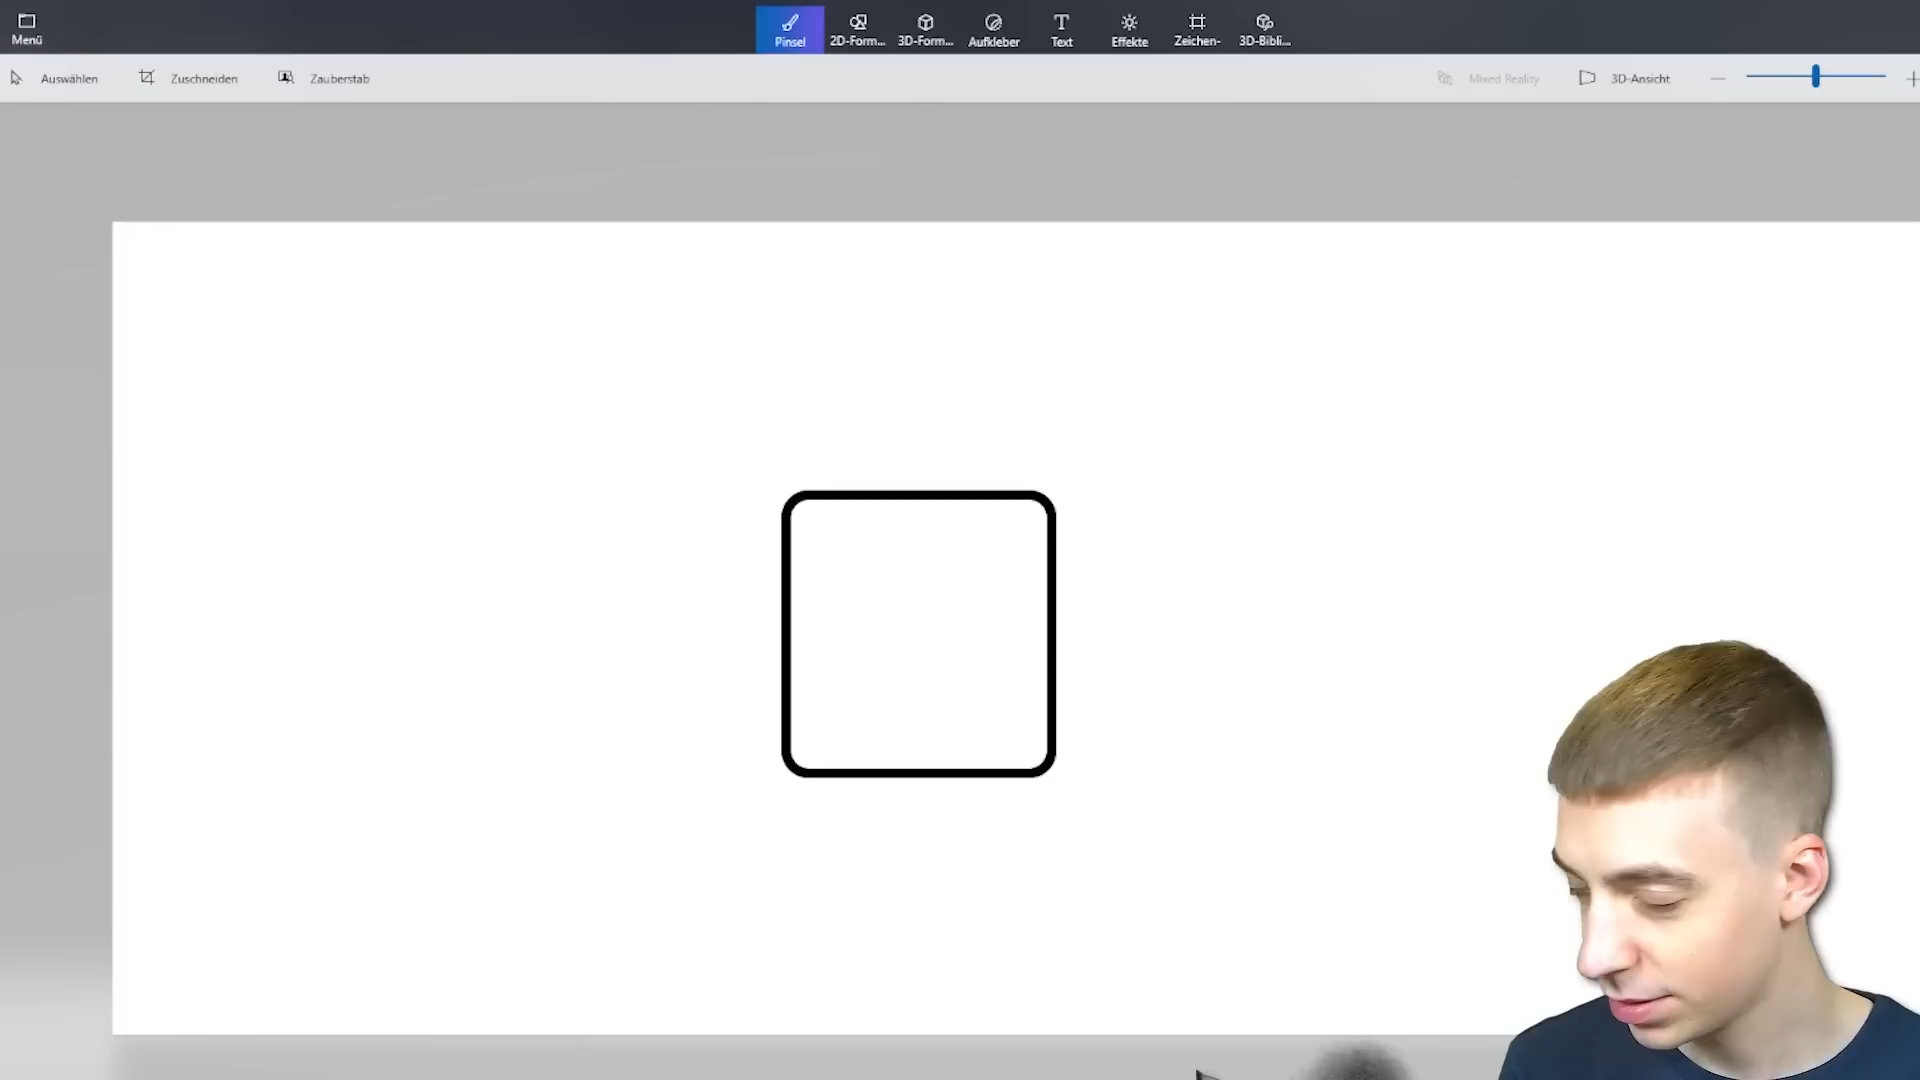 Menü
Pinsel
2D-Form...
3D-Form...
Aufkleber
Text
Effekte
Zeichen-
3D-Bibli...
Auswählen
Zuschneiden
Zauberstab
Mixed Reality
3D-Ansicht